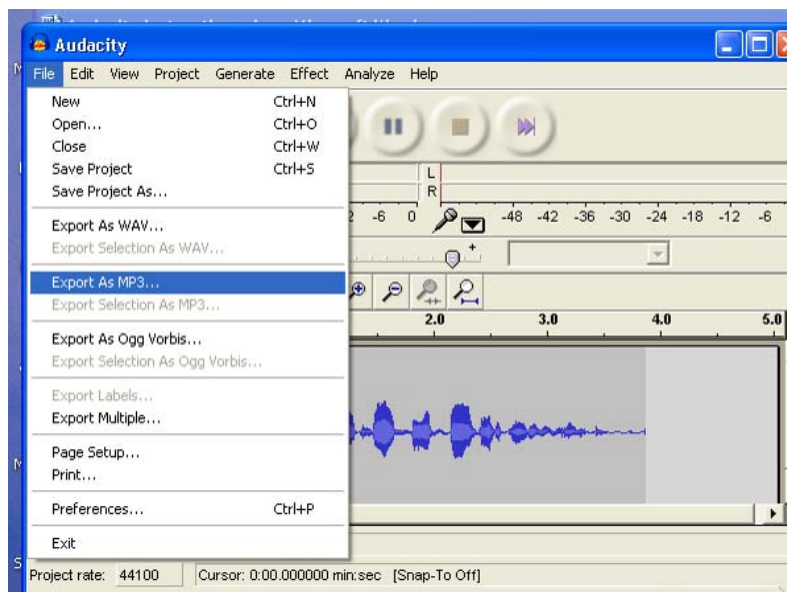 Audacity
File Edit View Project Generate Effect Analyze Help
New Ctrl+N
Open... Ctrl+O
Close Ctrl+W
Save Project Ctrl+S
Save Project As...
L
R
Export As WAV...
-6 0 -48 -42 -36 -30 -24 -18 -12 -6
Export Selection As WAV...
- +
Export As MP3...
Export Selection As MP3...
2.0 3.0 4.0 5.0
Export As Ogg Vorbis...
Export Selection As Ogg Vorbis...
Export Labels...
Export Multiple...
Page Setup...
Print...
Preferences... Ctrl+P
Exit
Project rate: 44100 Cursor: 0:00.000000 min:sec [Snap-To Off]